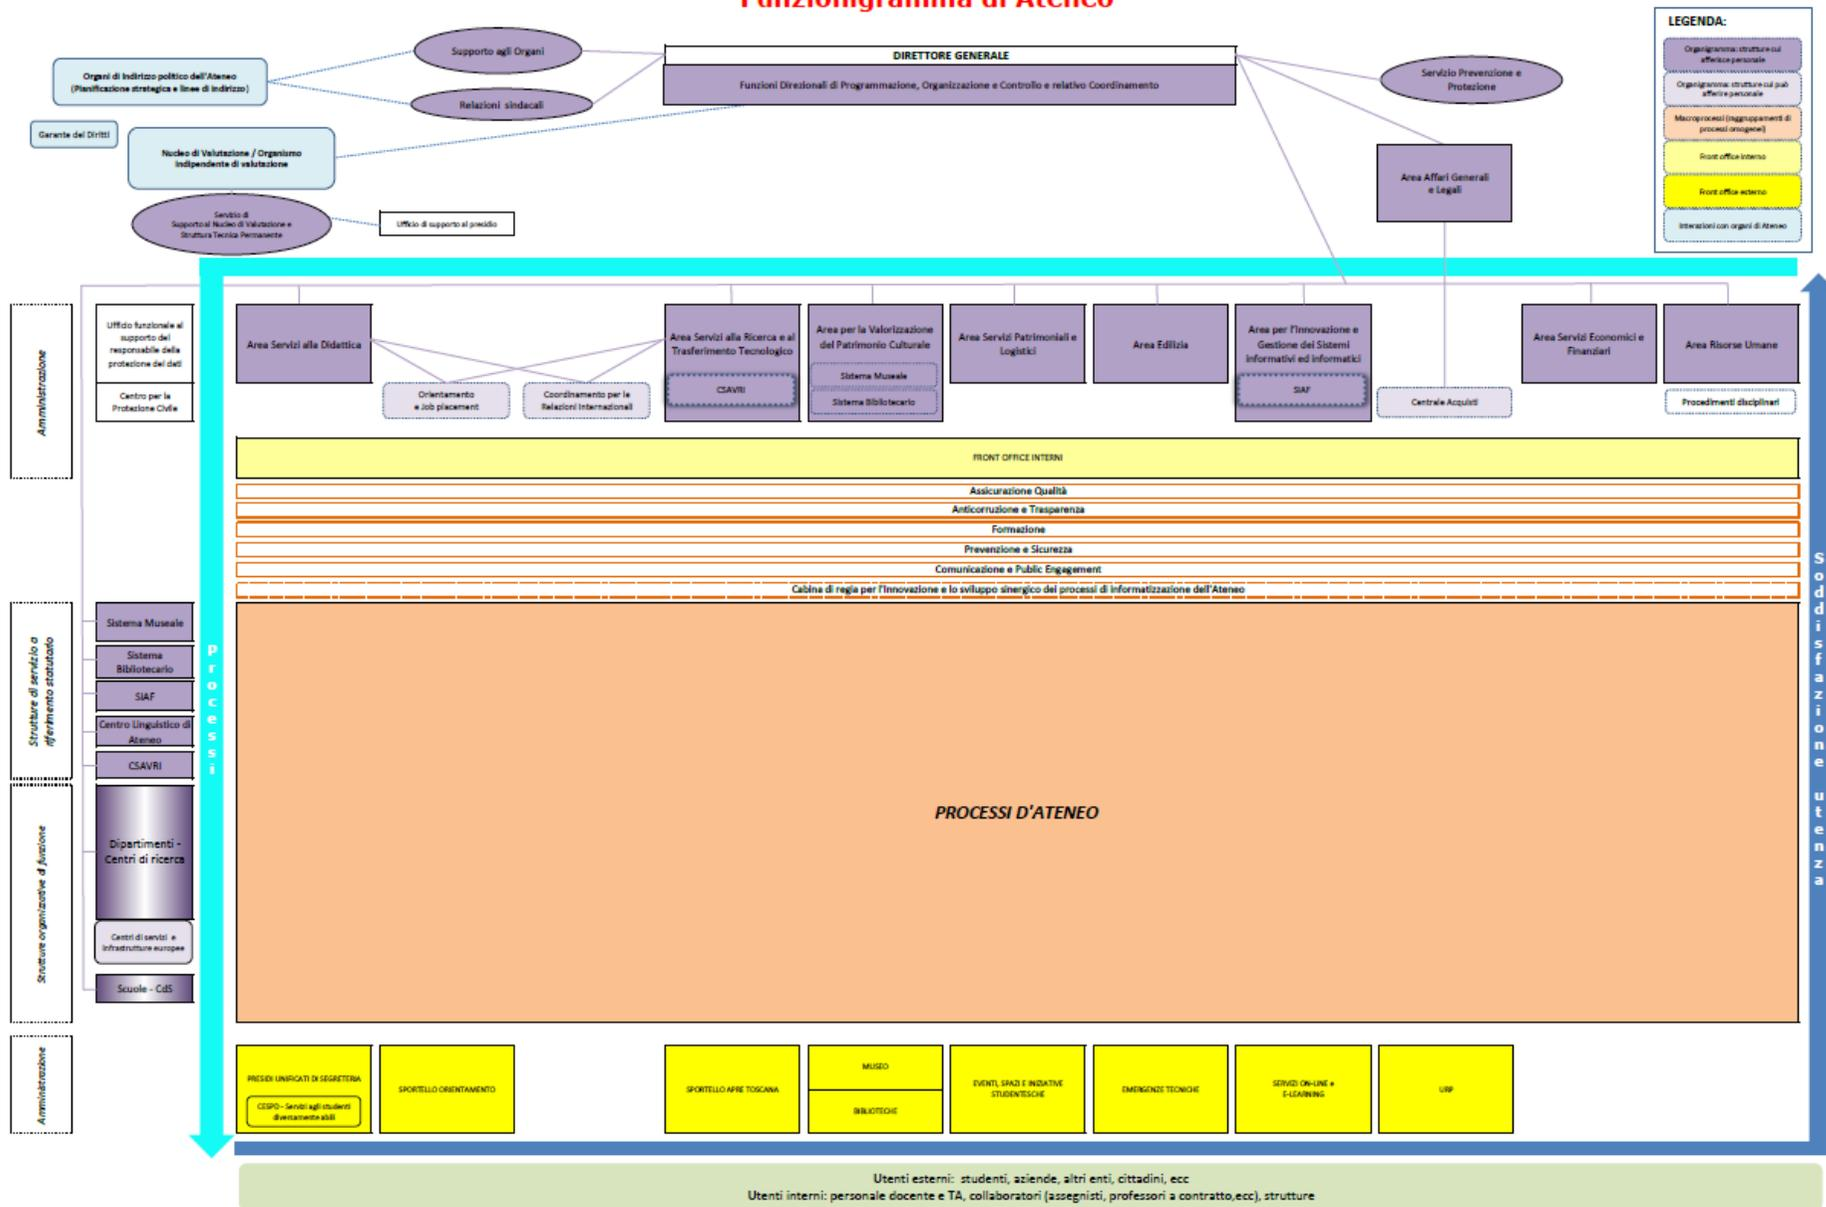 Funzionigramma di Ateneo
LEGENDA:
Organigramma: strutture cui
afferisce personale
Organigramma: strutture cui può
afferire personale
Macroprocessi (raggruppamenti di
processi omogenei)
Front office interno
Front office esterno
Interazioni con organi di Ateneo
Supporto agli Organi
DIRETTORE GENERALE
Funzioni Direzionali di Programmazione, Organizzazione e Controllo e relativo Coordinamento
Servizio Prevenzione e
Protezione
Organi di indirizzo politico dell'Ateneo
(Pianificazione strategica e linee di indirizzo)
Relazioni sindacali
Garante dei Diritti
Nucleo di Valutazione / Organismo
indipendente di valutazione
Area Affari Generali
e Legali
Servizio di
Supporto al Nucleo di Valutazione e
Struttura Tecnica Permanente
Ufficio di supporto al presidio
Amministrazione
Ufficio funzionale al
supporto del
responsabile della
protezione dei dati
Centro per la
Protezione Civile
Area Servizi alla Didattica
Orientamento
e Job placement
Coordinamento per le
Relazioni Internazionali
Area Servizi alla Ricerca e al
Trasferimento Tecnologico
CSAVRI
Area per la Valorizzazione
del Patrimonio Culturale
Sistema Museale
Sistema Bibliotecario
Area Servizi Patrimoniali e
Logistici
Area Edilizia
Area per l'Innovazione e
Gestione dei Sistemi
Informativi ed Informatici
SIAF
Centrale Acquisti
Area Servizi Economici e
Finanziari
Area Risorse Umane
Procedimenti disciplinari
FRONT OFFICE INTERNI
Assicurazione Qualità
Anticorruzione e Trasparenza
Formazione
Prevenzione e Sicurezza
Comunicazione e Public Engagement
Cabina di regia per l'Innovazione e lo sviluppo sinergico dei processi di informatizzazione dell'Ateneo
Strutture di servizio a
riferimento statutario
Sistema Museale
Sistema
Bibliotecario
SIAF
Centro Linguistico di
Ateneo
CSAVRI
Processi
Soddisfazione utenza
PROCESSI D'ATENEO
Strutture organizzative di funzione
Dipartimenti -
Centri di ricerca
Centri di servizi e
infrastrutture europee
Scuole - CdS
Amministrazione
PRESIDI UNIFICATI DI SEGRETERIA
CESPD - Servizi agli studenti
diversamente abili
SPORTELLO ORIENTAMENTO
SPORTELLO APRE TOSCANA
MUSEO
BIBLIOTECHE
EVENTI, SPAZI E INIZIATIVE
STUDENTESCHE
EMERGENZE TECNICHE
SERVIZI ON-LINE e
E-LEARNING
URP
Utenti esterni: studenti, aziende, altri enti, cittadini, ecc
Utenti interni: personale docente e TA, collaboratori (assegnisti, professori a contratto,ecc), strutture